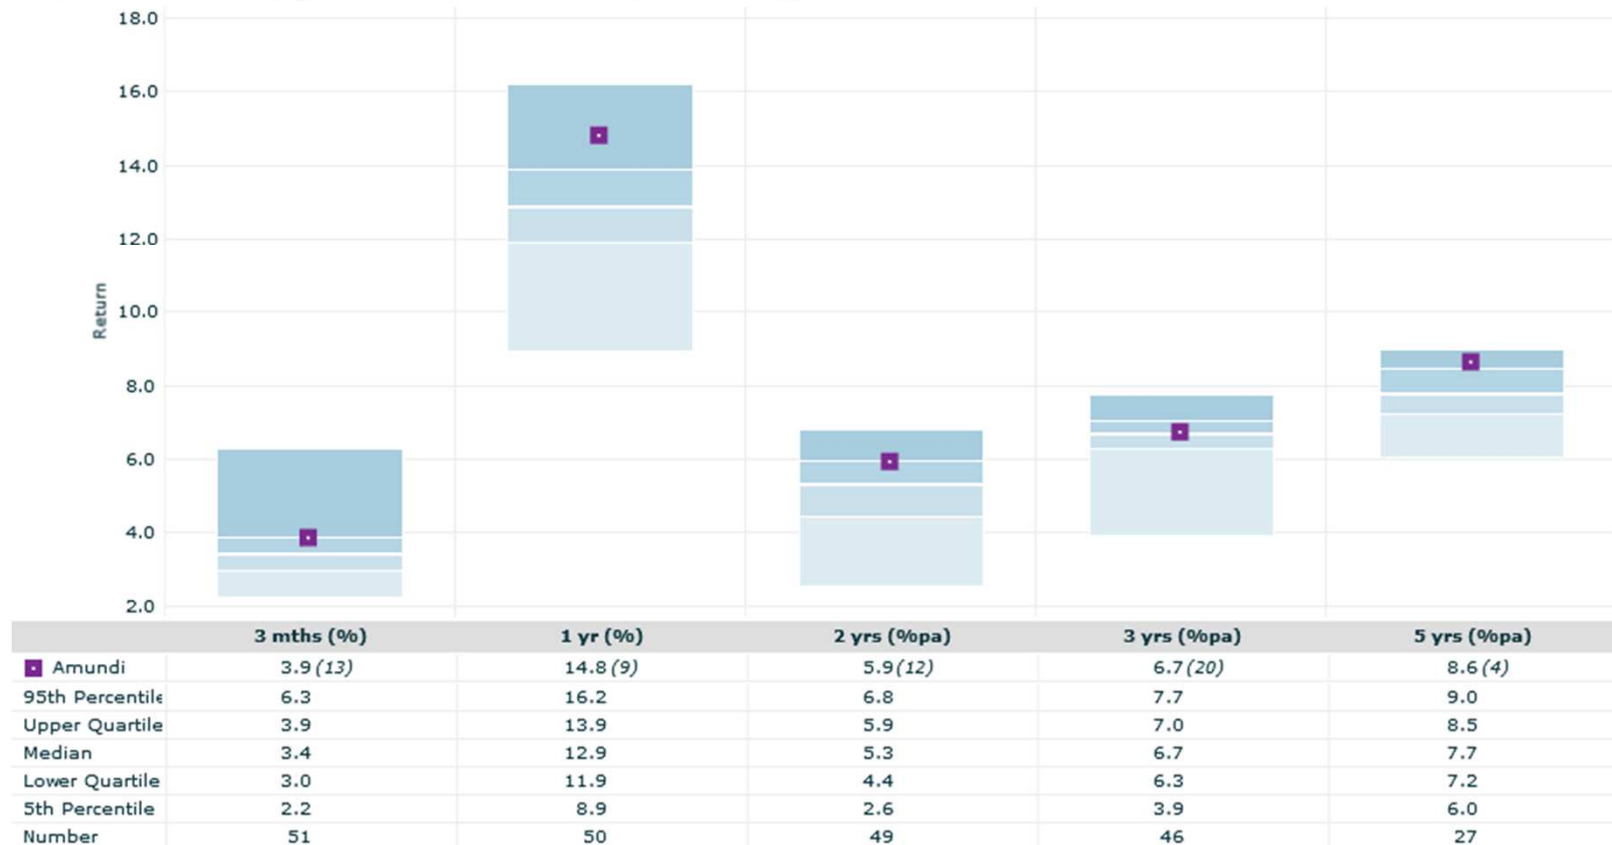 18.0
16.0
14.0
12.0
10.0
8.0
6.0
4.0
2.0
Return
3 mths (%) 1 yr (%) 2 yrs (%pa) 3 yrs (%pa) 5 yrs (%pa)
Amundi 3.9 (13) 14.8 (9) 5.9 (12) 6.7 (20) 8.6 (4)
95th Percentile 6.3 16.2 6.8 7.7 9.0
Upper Quartile 3.9 13.9 5.9 7.0 8.5
Median 3.4 12.9 5.3 6.7 7.7
Lower Quartile 3.0 11.9 4.4 6.3 7.2
5th Percentile 2.2 8.9 2.6 3.9 6.0
Number 51 50 49 46 27